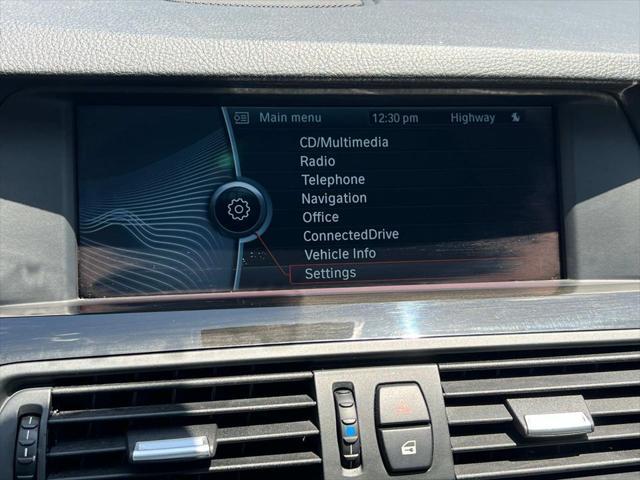 Main menu 12:30 pm Highway
CD/Multimedia
Radio
Telephone
Navigation
Office
ConnectedDrive
Vehicle Info
Settings